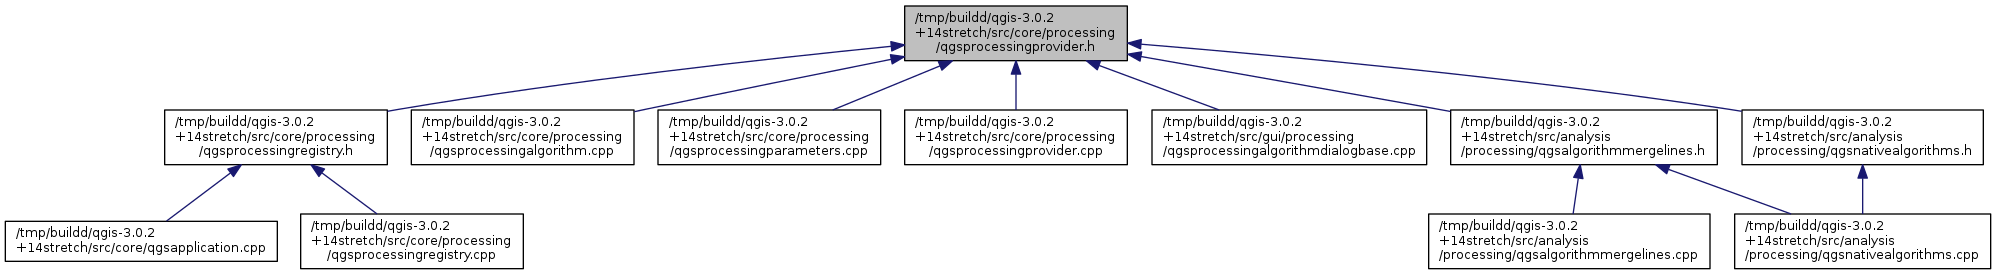 /tmp/buildd/qgis-3.0.2
+14stretch/src/core/processing
/qgsprocessingprovider.h
/tmp/buildd/qgis-3.0.2
+14stretch/src/core/processing
/qgsprocessingregistry.h
/tmp/buildd/qgis-3.0.2
+14stretch/src/core/processing
/qgsprocessingalgorithm.cpp
/tmp/buildd/qgis-3.0.2
+14stretch/src/core/processing
/qgsprocessingparameters.cpp
/tmp/buildd/qgis-3.0.2
+14stretch/src/core/processing
/qgsprocessingprovider.cpp
/tmp/buildd/qgis-3.0.2
+14stretch/src/gui/processing
/qgsprocessingalgorithmdialogbase.cpp
/tmp/buildd/qgis-3.0.2
+14stretch/src/analysis
/processing/qgsalgorithmmergelines.h
/tmp/buildd/qgis-3.0.2
+14stretch/src/analysis
/processing/qgsnativealgorithms.h
/tmp/buildd/qgis-3.0.2
+14stretch/src/core/qgsapplication.cpp
/tmp/buildd/qgis-3.0.2
+14stretch/src/core/processing
/qgsprocessingregistry.cpp
/tmp/buildd/qgis-3.0.2
+14stretch/src/analysis
/processing/qgsalgorithmmergelines.cpp
/tmp/buildd/qgis-3.0.2
+14stretch/src/analysis
/processing/qgsnativealgorithms.cpp